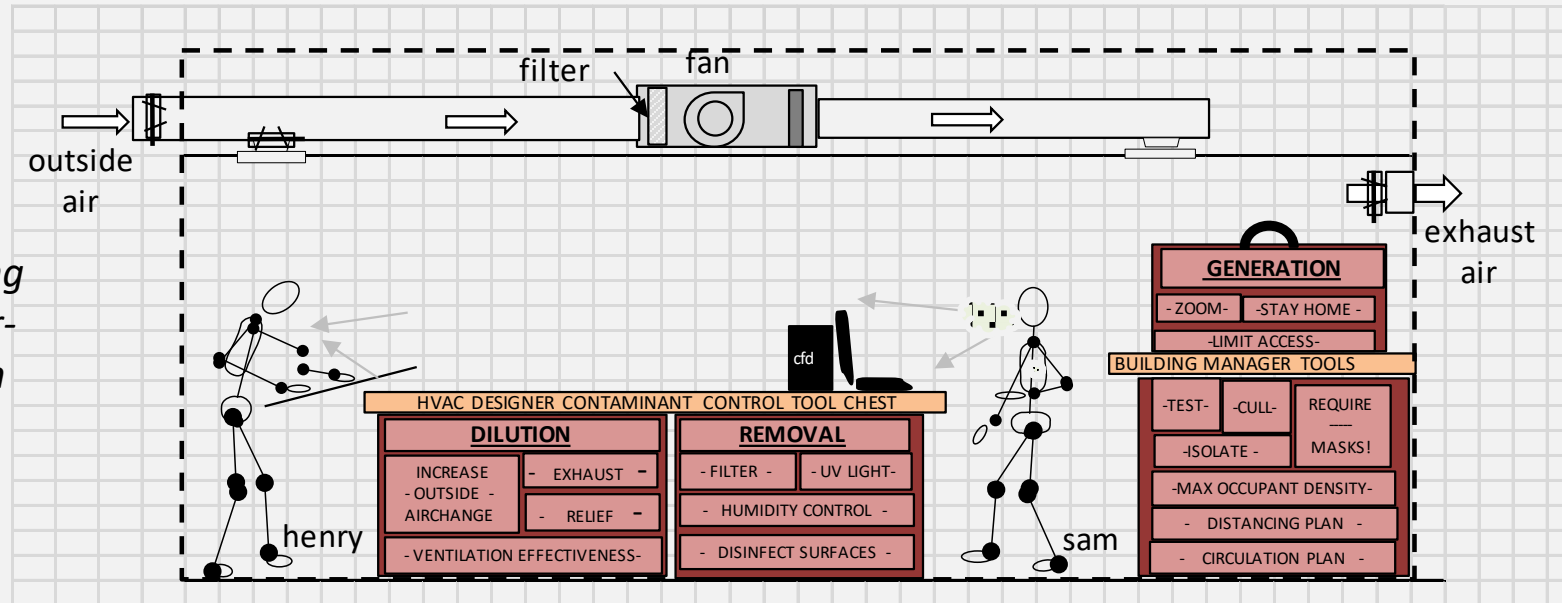 filter
fan
outside
air
exhaust
air
g
r-
henry
sam
cfd
HVAC DESIGNER CONTAMINANT CONTROL TOOL CHEST
DILUTION
INCREASE
- OUTSIDE -
AIRCHANGE
- EXHAUST -
- RELIEF -
- VENTILATION EFFECTIVENESS-
REMOVAL
- FILTER -
- UV LIGHT-
- HUMIDITY CONTROL -
- DISINFECT SURFACES -
GENERATION
- ZOOM-
-STAY HOME -
-LIMIT ACCESS-
BUILDING MANAGER TOOLS
-TEST-
-CULL-
REQUIRE
-----
MASKS!
-ISOLATE -
-MAX OCCUPANT DENSITY-
- DISTANCING PLAN -
- CIRCULATION PLAN -